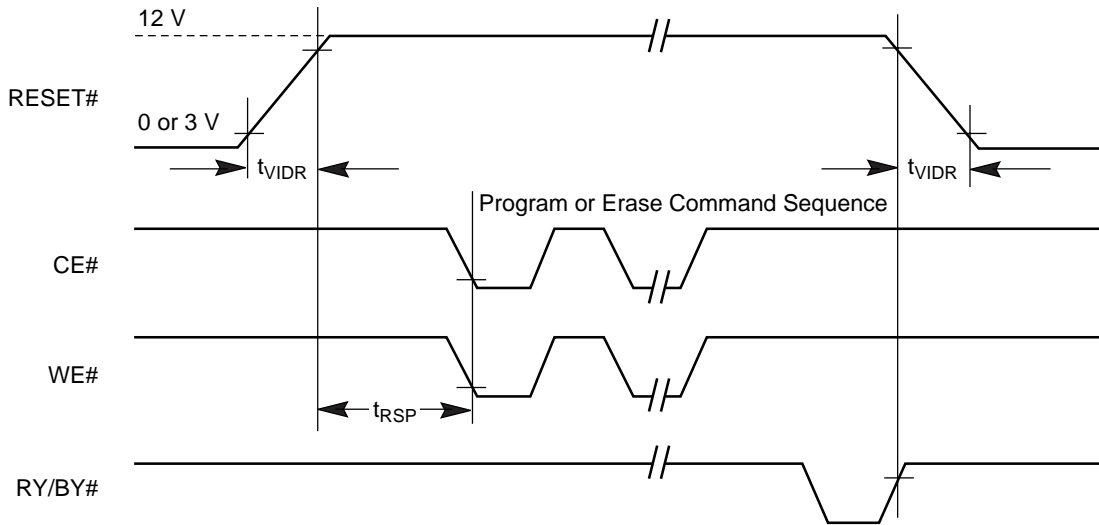 12 V
RESET#
0 or 3 V
tVIDR
tVIDR
Program or Erase Command Sequence
CE#
WE#
tRSP
RY/BY#